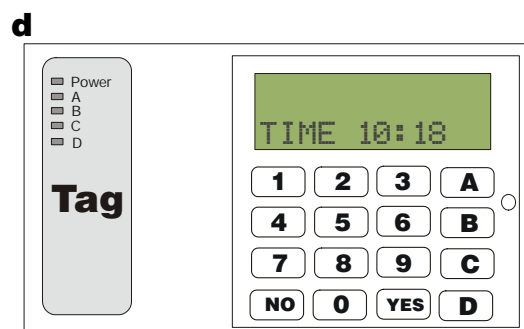 d
Power
A
B
C
D
Tag
TIME 10:18
1 2 3 A
4 5 6 B
7 8 9 C
NO 0 YES D